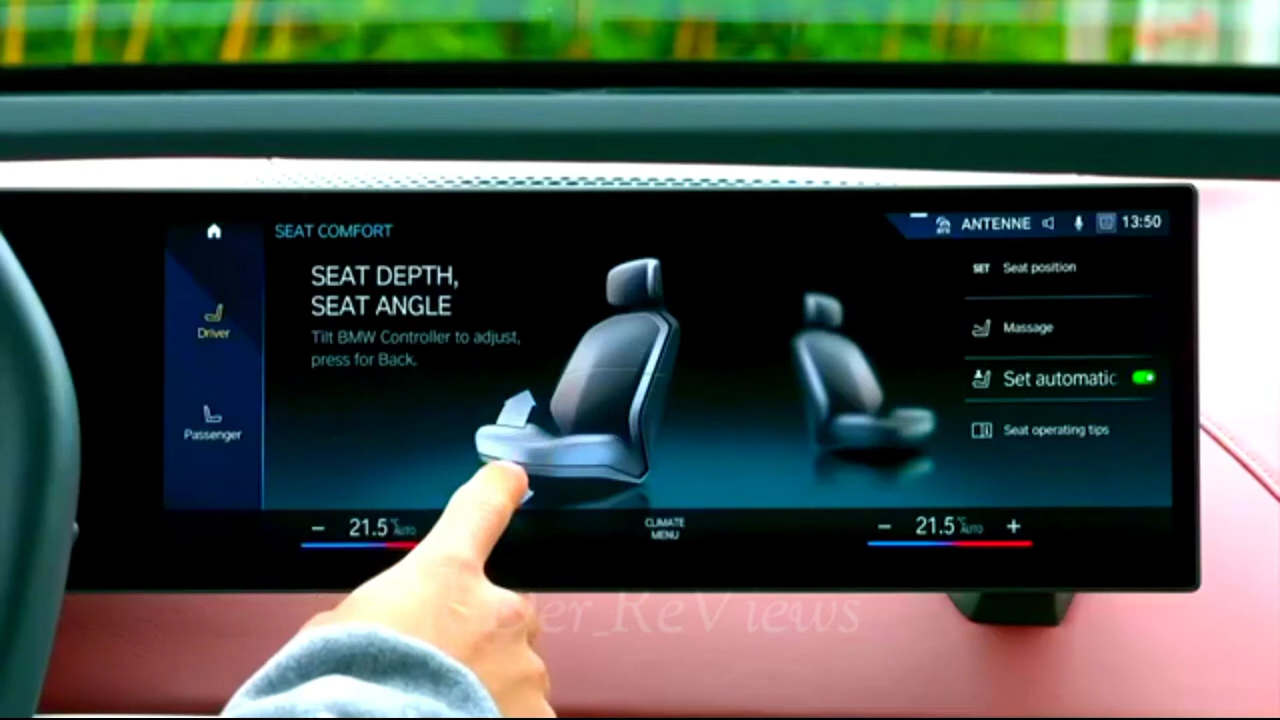 SEAT COMFORT
ANTENNE
13:50
SEAT DEPTH,
SEAT ANGLE
Tilt BMW Controller to adjust,
press for Back.
Driver
Passenger
SET Seat position
Massage
Set automatic
Seat operating tips
− 21.5 °C AUTO
CLIMATE
MENU
− 21.5 °C AUTO +
er_ReViews